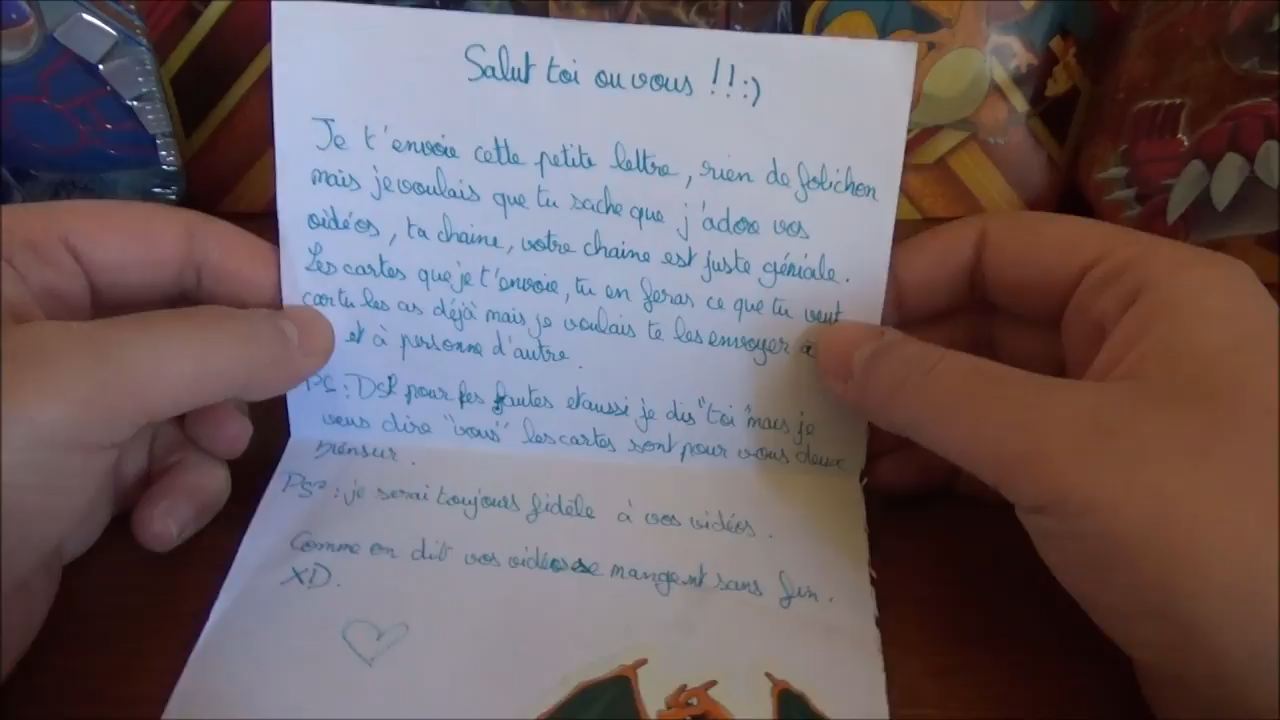 Salut toi ou vous !! :)
Je t'envoie cette petite lettre, rien de folichon
mais je voulais que tu sache que j'adore vos
vidéos, ta chaine, votre chaine est juste géniale.
Les cartes que je t'envoie, tu en feras ce que tu veut
car tu les as déjà mais je voulais te les envoyer à
et à personne d'autre.
PS : DSL pour les fautes et aussi je dis "toi" mais je
veus dire "vous" les cartes sont pour vous deux
biensur.
PS² : je serai toujours fidèle à vos vidéos.
Comme on dit vos vidéos se mangent sans fin.
XD.